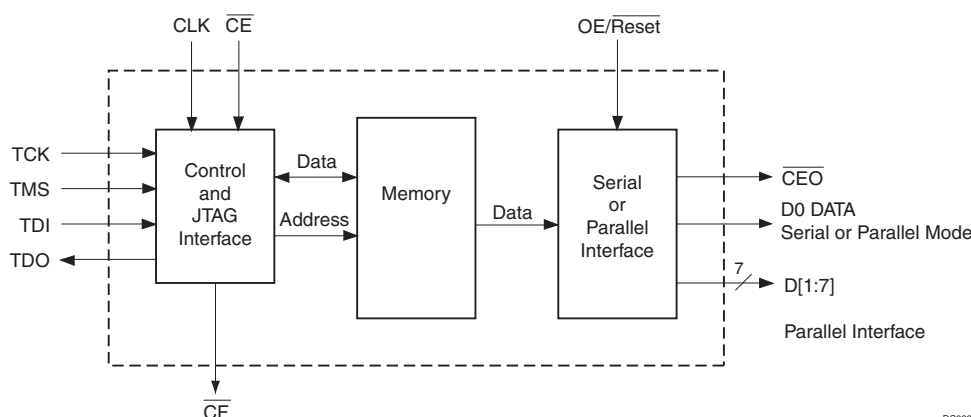 CLK CE
OE/Reset
TCK
TMS
TDI
TDO
Control
and
JTAG
Interface
Data
Address
Memory
Data
Serial
or
Parallel
Interface
CEO
D0 DATA
Serial or Parallel Mode
7
D[1:7]
Parallel Interface